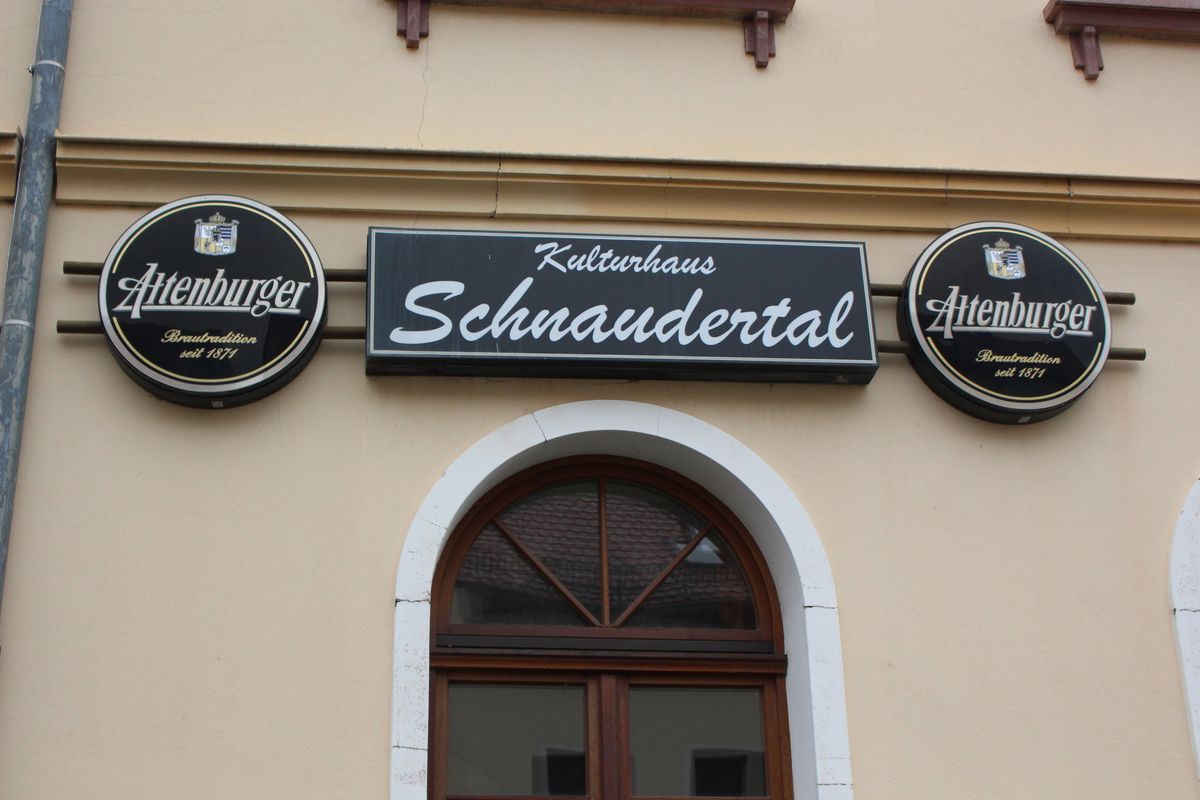 Altenburger
Brautradition
seit 1871
Kulturhaus
Schnaudertal
Altenburger
Brautradition
seit 1871